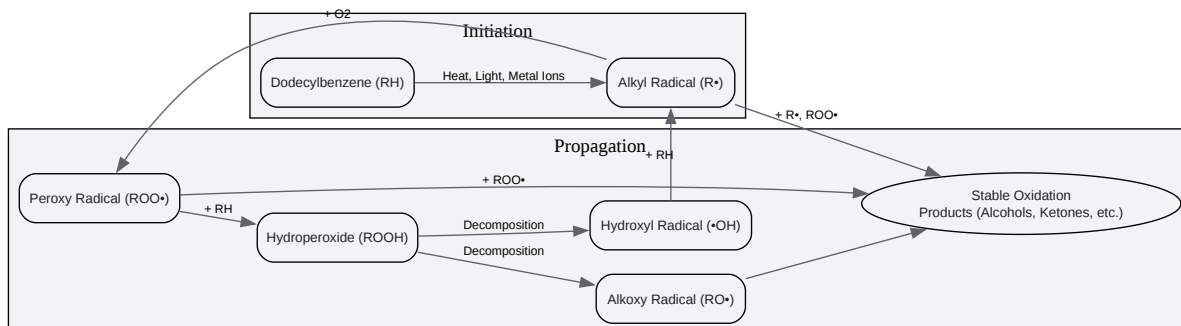 + O2
Initiation
Dodecylbenzene (RH)
Heat, Light, Metal Ions
Alkyl Radical (R•)
+ R•, ROO•
Propagation
+ RH
Peroxy Radical (ROO•)
+ ROO•
Stable Oxidation
Products (Alcohols, Ketones, etc.)
+ RH
Hydroperoxide (ROOH)
Decomposition
Hydroxyl Radical (•OH)
Decomposition
Alkoxy Radical (RO•)